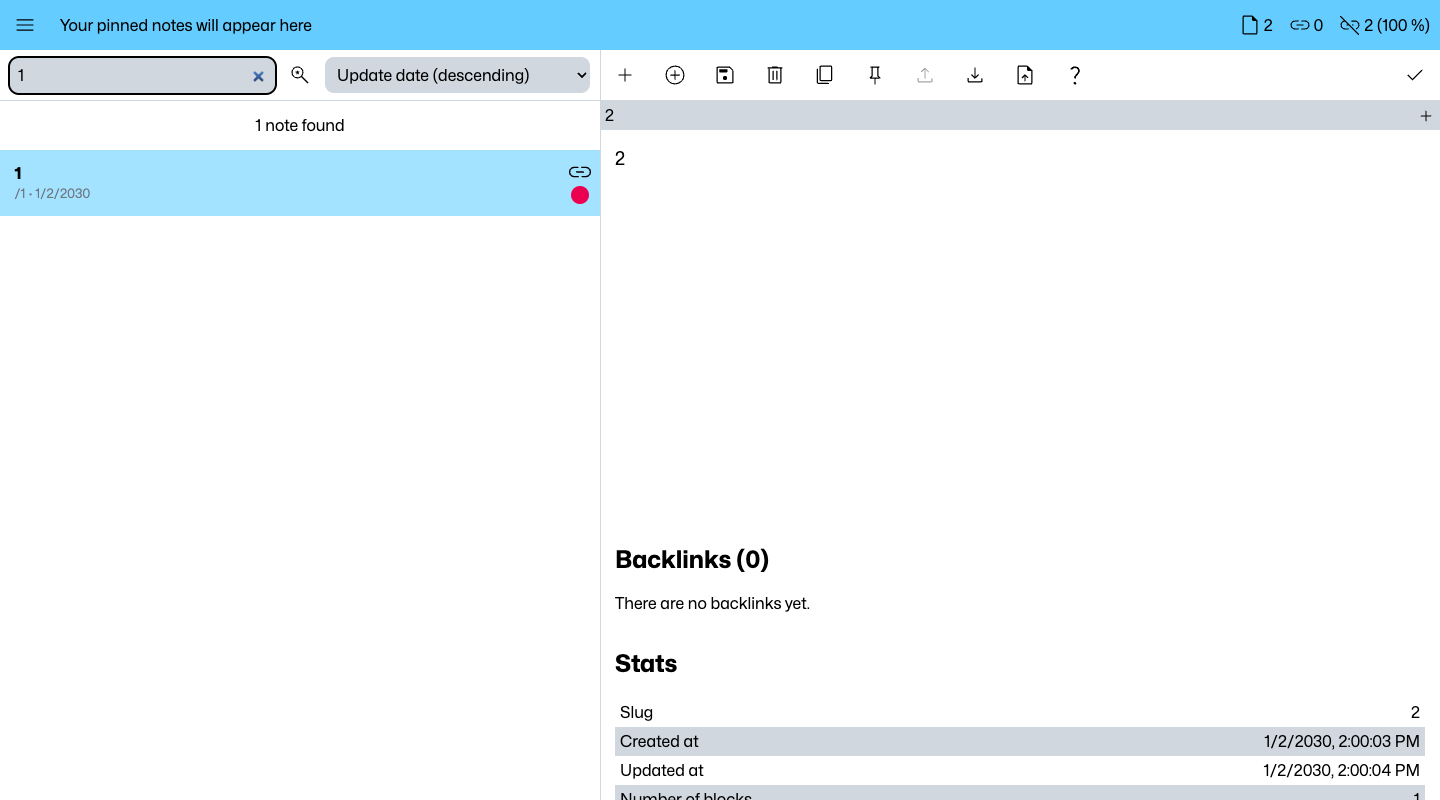 Your pinned notes will appear here
2
0
2 (100 %)
1
Update date (descending)
1 note found
1
/1 · 1/2/2030
2
2
Backlinks (0)
There are no backlinks yet.
Stats
Slug 2
Created at 1/2/2030, 2:00:03 PM
Updated at 1/2/2030, 2:00:04 PM
Number of blocks 1